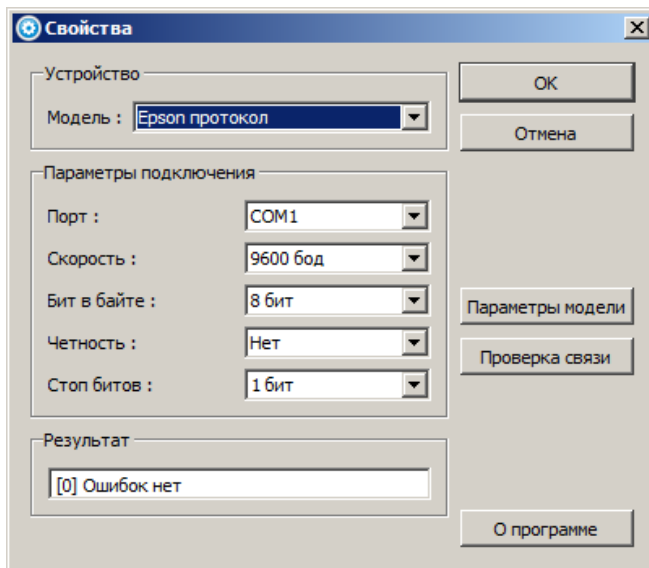 Свойства
Устройство
Модель : Epson протокол
Параметры подключения
Порт : COM1
Скорость : 9600 бод
Бит в байте : 8 бит
Четность : Нет
Стоп битов : 1 бит
Результат
[0] Ошибок нет
ОК
Отмена
Параметры модели
Проверка связи
О программе